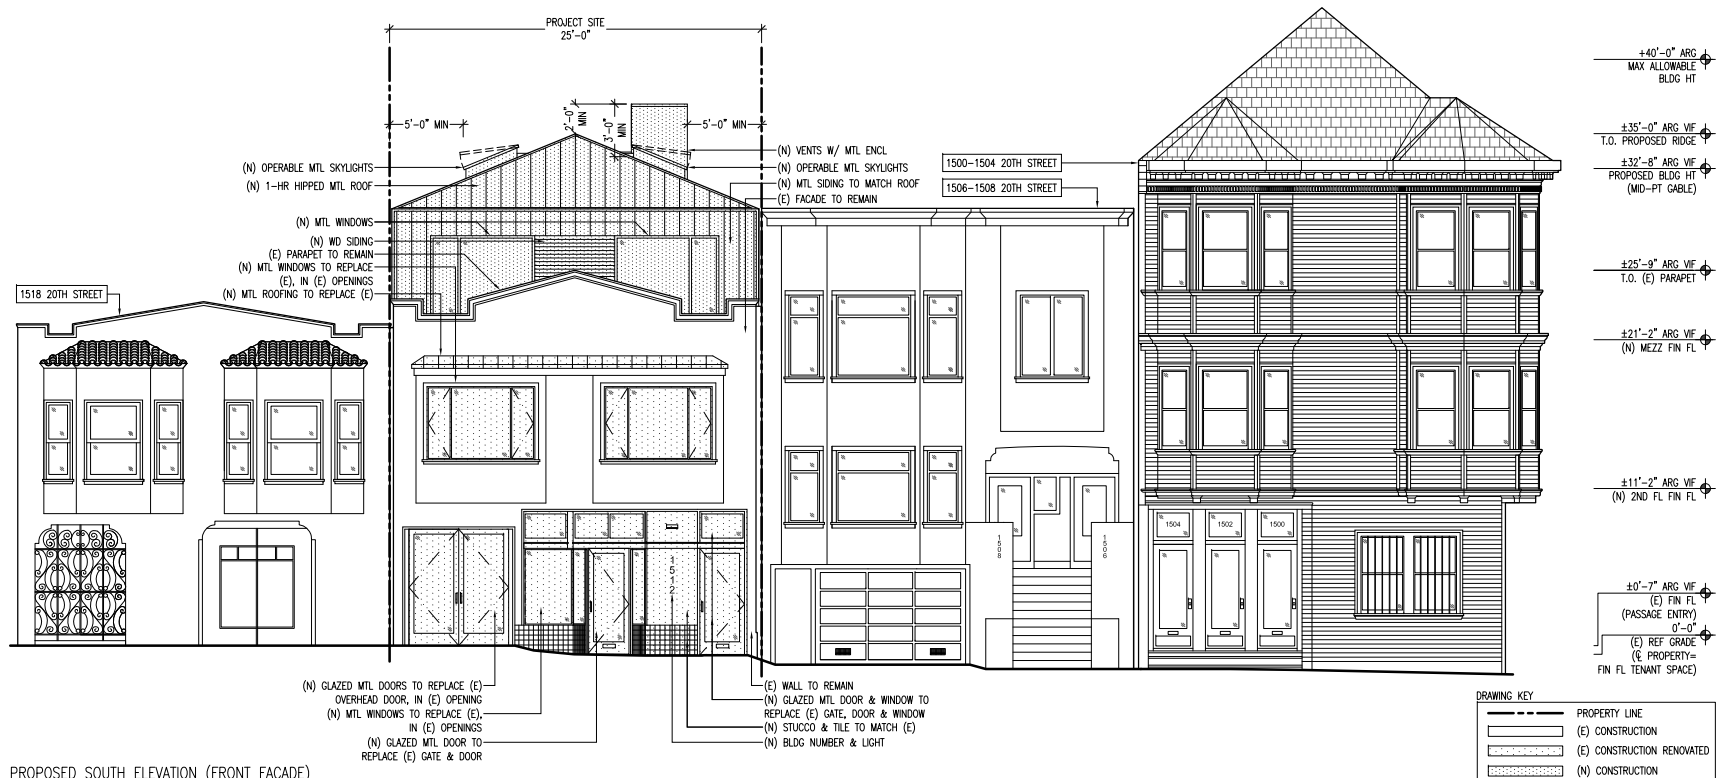 PROJECT SITE
25'-0"
5'-0" MIN
2'-0"
MIN
3'-0"
MIN
5'-0" MIN
(N) OPERABLE MTL SKYLIGHTS
(N) 1-HR HIPPED MTL ROOF
(N) MTL WINDOWS
(N) WD SIDING
(E) PARAPET TO REMAIN
(N) MTL WINDOWS TO REPLACE
(E), IN (E) OPENINGS
(N) MTL ROOFING TO REPLACE (E)
1518 20TH STREET
(N) VENTS W/ MTL ENCL
(N) OPERABLE MTL SKYLIGHTS
(N) MTL SIDING TO MATCH ROOF
(E) FACADE TO REMAIN
1500-1504 20TH STREET
1506-1508 20TH STREET
+40'-0" ARG
MAX ALLOWABLE
BLDG HT
±35'-0" ARG VIF
T.O. PROPOSED RIDGE
±32'-8" ARG VIF
PROPOSED BLDG HT
(MID-PT GABLE)
±25'-9" ARG VIF
T.O. (E) PARAPET
±21'-2" ARG VIF
(N) MEZZ FIN FL
±11'-2" ARG VIF
(N) 2ND FL FIN FL
±0'-7" ARG VIF
(E) FIN FL
(PASSAGE ENTRY)
0'-0"
(E) REF GRADE
(℄ PROPERTY=
FIN FL TENANT SPACE)
1512
1508
1506
1504
1502
1500
(N) GLAZED MTL DOORS TO REPLACE (E)
OVERHEAD DOOR, IN (E) OPENING
(N) MTL WINDOWS TO REPLACE (E),
IN (E) OPENINGS
(N) GLAZED MTL DOOR TO
REPLACE (E) GATE & DOOR
(E) WALL TO REMAIN
(N) GLAZED MTL DOOR & WINDOW TO
REPLACE (E) GATE, DOOR & WINDOW
(N) STUCCO & TILE TO MATCH (E)
(N) BLDG NUMBER & LIGHT
DRAWING KEY
PROPERTY LINE
(E) CONSTRUCTION
(E) CONSTRUCTION RENOVATED
(N) CONSTRUCTION
PROPOSED SOUTH ELEVATION (FRONT FACADE)